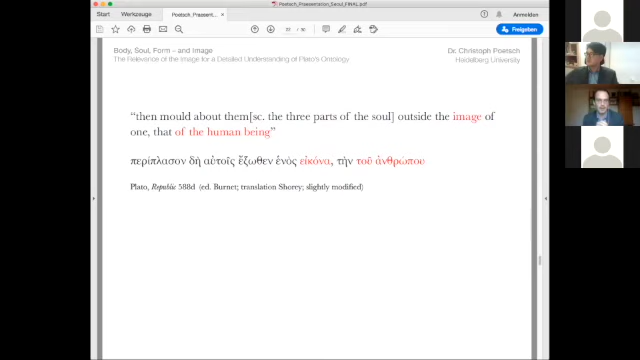 Poetsch_Praesentation_Seoul_FINAL.pdf
Start
Werkzeuge
Poetsch_Praesentati...
×
Anmelden
Freigeben
Body, Soul, Form – and Image
Dr. Christoph Poetsch
The Relevance of the Image for a Detailed Understanding of Plato's Ontology
Heidelberg University
“then mould about them[sc. the three parts of the soul] outside the image of
one, that of the human being”
περίπλασον δὴ αὐτοῖς ἔξωθεν ἑνὸς εἰκόνα, τὴν τοῦ ἀνθρώπου
Plato, Republic 588d (ed. Burnet; translation Shorey; slightly modified)